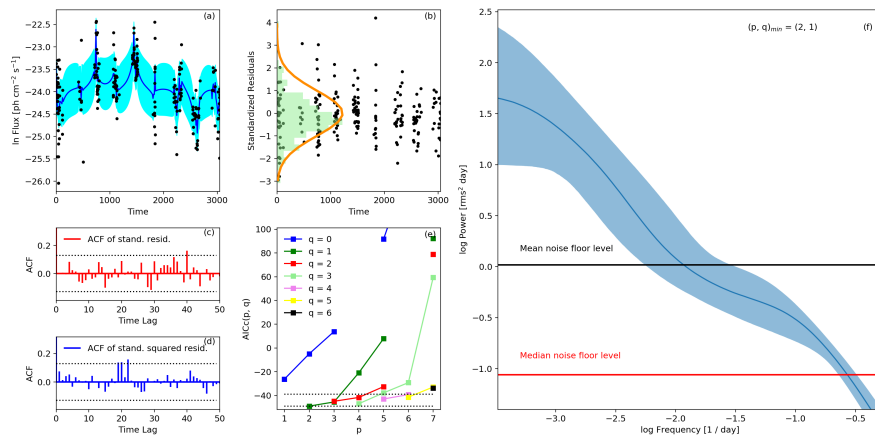 (a)
−22.5
−23.0
−23.5
−24.0
−24.5
−25.0
−25.5
−26.0
ln Flux [ph cm⁻² s⁻¹]
0 1000 2000 3000
Time
(b)
4
3
2
1
0
−1
−2
−3
Standardized Residuals
0 1000 2000 3000
Time
(c)
ACF of stand. resid.
0.2
0.0
ACF
0 10 20 30 40 50
Time Lag
(d)
ACF of stand. squared resid.
0.2
0.0
ACF
0 10 20 30 40 50
Time Lag
(e)
q = 0
q = 1
q = 2
q = 3
q = 4
q = 5
q = 6
100
80
60
40
20
0
−20
−40
AICc(p, q)
1 2 3 4 5 6 7
p
(p, q)min = (2, 1)
(f)
2.5
2.0
1.5
1.0
0.5
0.0
−0.5
−1.0
log Power [rms² day]
Mean noise floor level
Median noise floor level
−3.0 −2.5 −2.0 −1.5 −1.0 −0.5
log Frequency [1 / day]